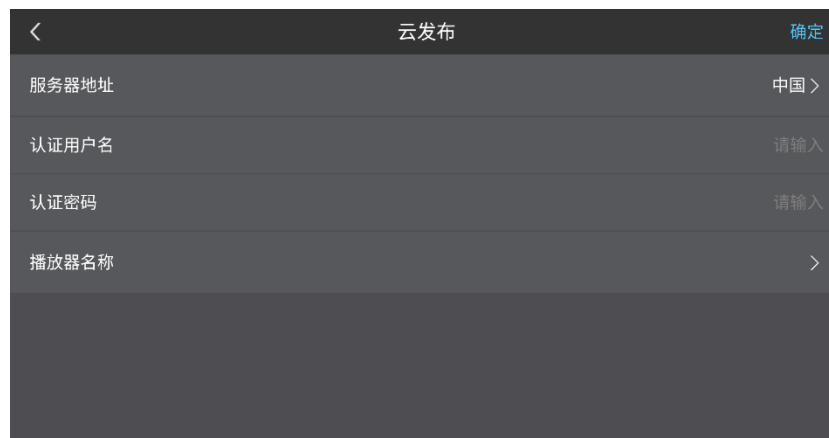 云发布
确定
服务器地址
中国
认证用户名
请输入
认证密码
请输入
播放器名称